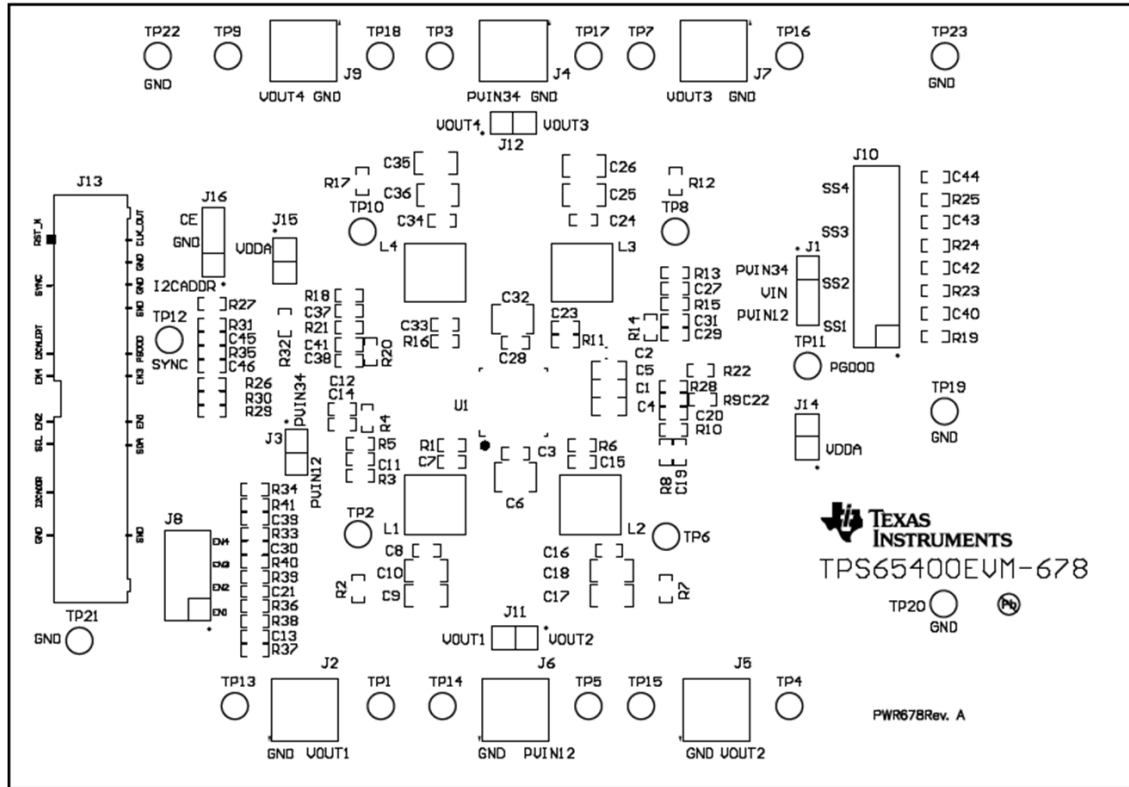 TP22
TP9
TP18
TP3
TP17
TP7
TP16
TP23
J9
J4
J7
GND
GND
VOUT4 GND
PVIN34 GND
VOUT3 GND
VOUT4
VOUT3
J12
J13
J16
J15
J10
C35
C26
C36
C25
C34
C24
R17
R12
TP10
TP8
L4
L3
CE
GND
VDDA
I2CADDR
RST_N
CLK_OUT
SYNC
GND
GND
GND
PGOOD
EN4
EN3
EN2
EN1
SCL
SDA
I2CADDR
GND
GND
SS4
SS3
SS2
SS1
C44
R25
C43
R24
C42
R23
C40
R19
J1
PVIN34
VIN
PVIN12
TP11
PGOOD
R27
R31
C45
R35
C46
R26
R30
R29
TP12
SYNC
R32
R18
C37
R21
C41
C38
R20
C33
R16
C32
C28
C23
R11
R13
C27
R15
C31
C29
R14
C2
C5
C1
C4
R22
R28
R9
C22
C20
R10
R8
C19
U1
C12
C14
R4
R5
C11
R3
R1
C7
C3
C6
R6
C15
PVIN34
J3
PVIN12
TP19
GND
J14
VDDA
R34
R41
C39
R33
C30
R40
R39
C21
R36
R38
C13
R37
J8
EN4
EN3
EN2
EN1
TP2
L1
L2
TP6
C8
C10
C9
C16
C18
C17
R2
R7
TEXAS
INSTRUMENTS
TPS65400EVM-678
TP20
GND
Pb
TP21
GND
J11
VOUT1
VOUT2
TP13
J2
TP1
TP14
J6
TP5
TP15
J5
TP4
GND VOUT1
GND PVIN12
GND VOUT2
PWR678Rev. A